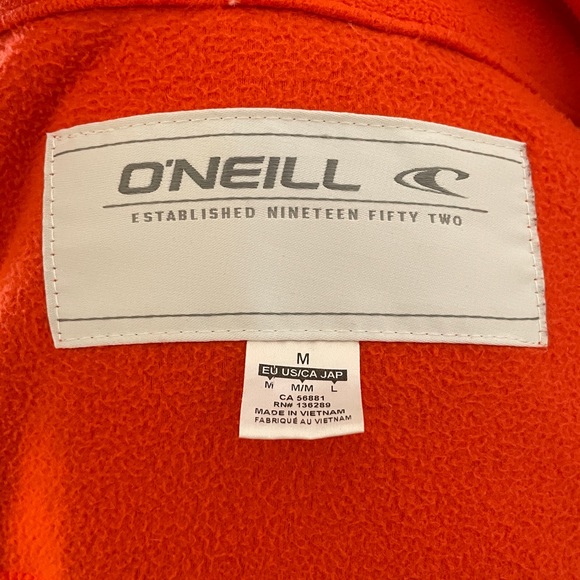 O'NEILL
ESTABLISHED NINETEEN FIFTY TWO
M
EU US/CA JAP
M M/M L
CA 56881
RN# 136289
MADE IN VIETNAM
FABRIQUÉ AU VIETNAM